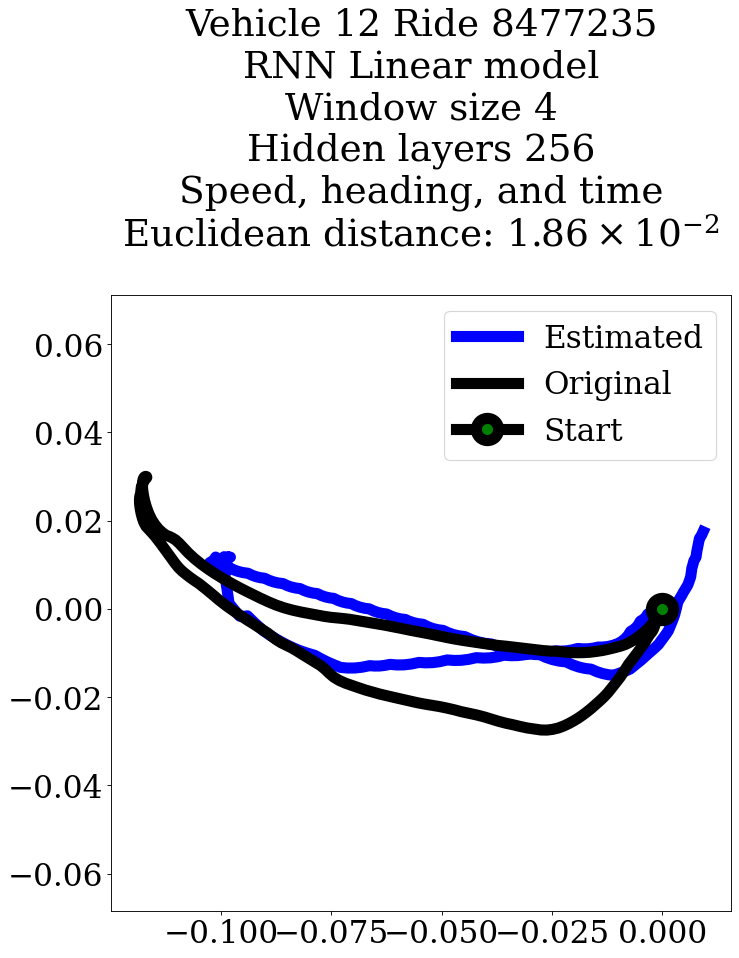 Vehicle 12 Ride 8477235
RNN Linear model
Window size 4
Hidden layers 256
Speed, heading, and time
Euclidean distance: 1.86 × 10⁻²
Estimated
Original
Start
0.06
0.04
0.02
0.00
−0.02
−0.04
−0.06
−0.100 −0.075 −0.050 −0.025 0.000